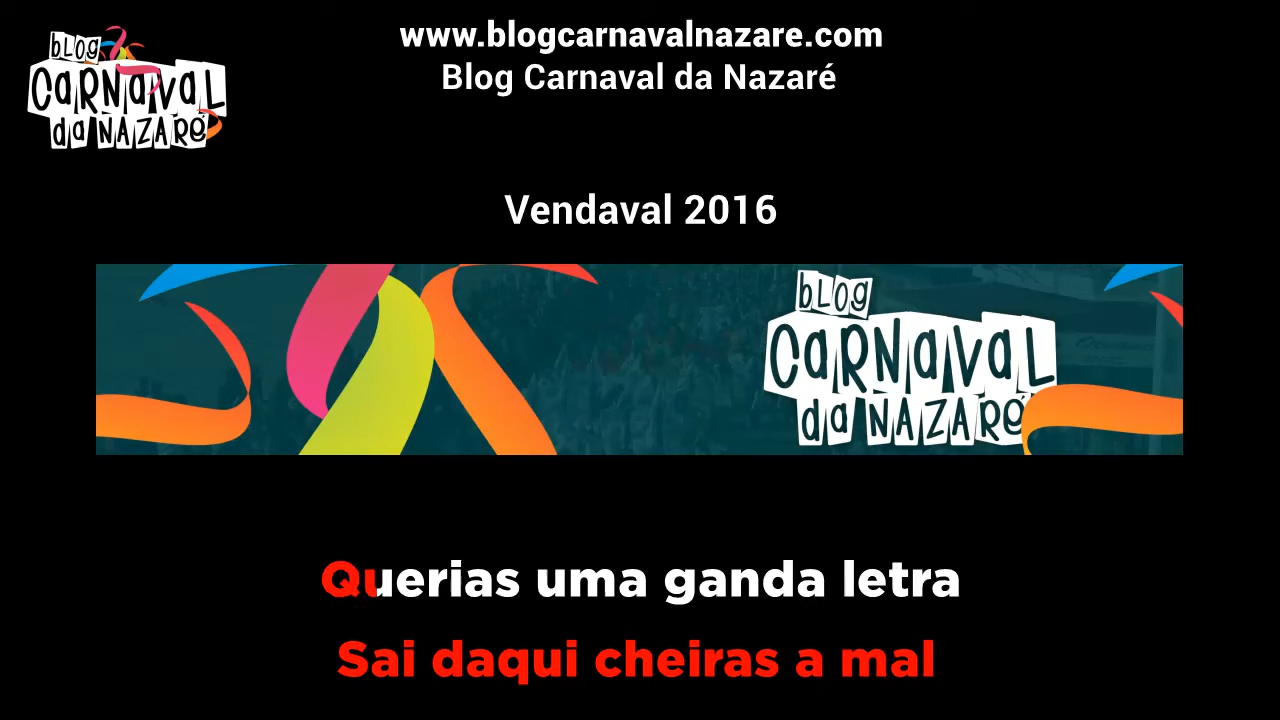 BLOG
CARNAVAL
da NAZARé
www.blogcarnavalnazare.com
Blog Carnaval da Nazaré
Vendaval 2016
BLOG
CARNAVAL
da NAZARé
Querias uma ganda letra
Sai daqui cheiras a mal